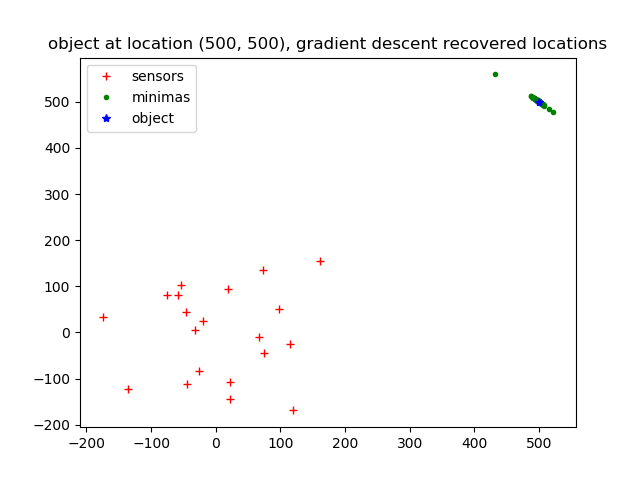 object at location (500, 500), gradient descent recovered locations
sensors
minimas
object
500
400
300
200
100
0
−100
−200
−200 −100 0 100 200 300 400 500